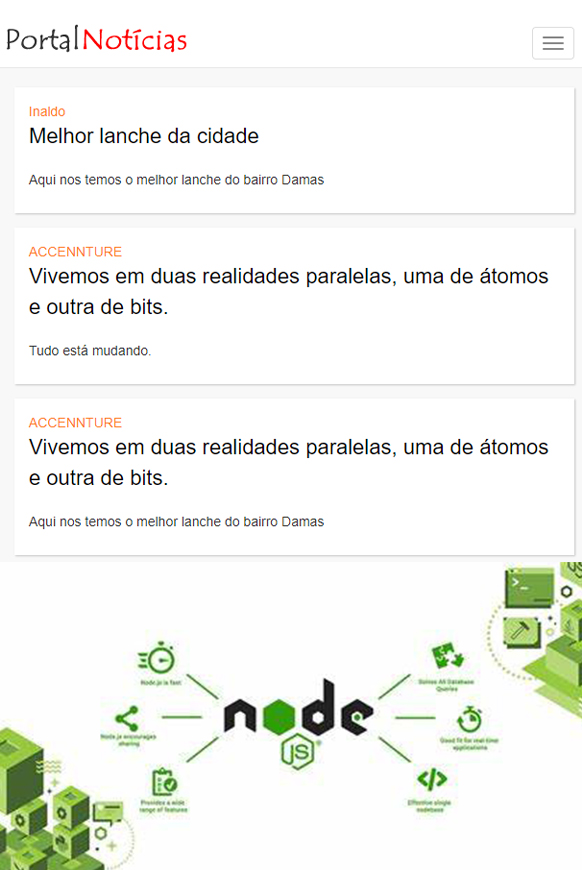 PortalNotícias
Inaldo
Melhor lanche da cidade
Aqui nos temos o melhor lanche do bairro Damas
ACCENNTURE
Vivemos em duas realidades paralelas, uma de átomos
e outra de bits.
Tudo está mudando.
ACCENNTURE
Vivemos em duas realidades paralelas, uma de átomos
e outra de bits.
Aqui nos temos o melhor lanche do bairro Damas
>_
JS
Node.js is fast
Solves All Database
Queries
node
JS
Node.js encourages
sharing
Good fit for real-time
applications
Provides a wide
range of features
Effective single